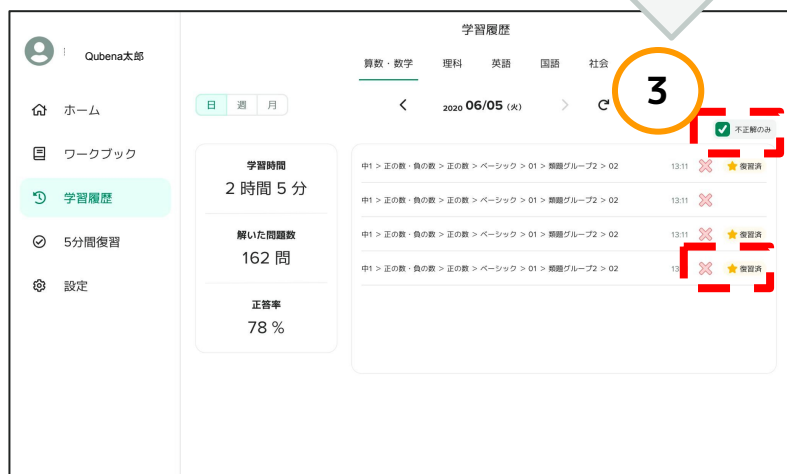 学習履歴
Qubena太郎
算数・数学 理科 英語 国語 社会
3
日 週 月
2020 06/05 (火)
不正解のみ
ホーム
ワークブック
学習履歴
5分間復習
設定
学習時間
2 時間 5 分
解いた問題数
162 問
正答率
78 %
中1 > 正の数・負の数 > 正の数 > ベーシック > 01 > 類題グループ2 > 02 13:11 復習済
中1 > 正の数・負の数 > 正の数 > ベーシック > 01 > 類題グループ2 > 02 13:11
中1 > 正の数・負の数 > 正の数 > ベーシック > 01 > 類題グループ2 > 02 13:11 復習済
中1 > 正の数・負の数 > 正の数 > ベーシック > 01 > 類題グループ2 > 02 復習済